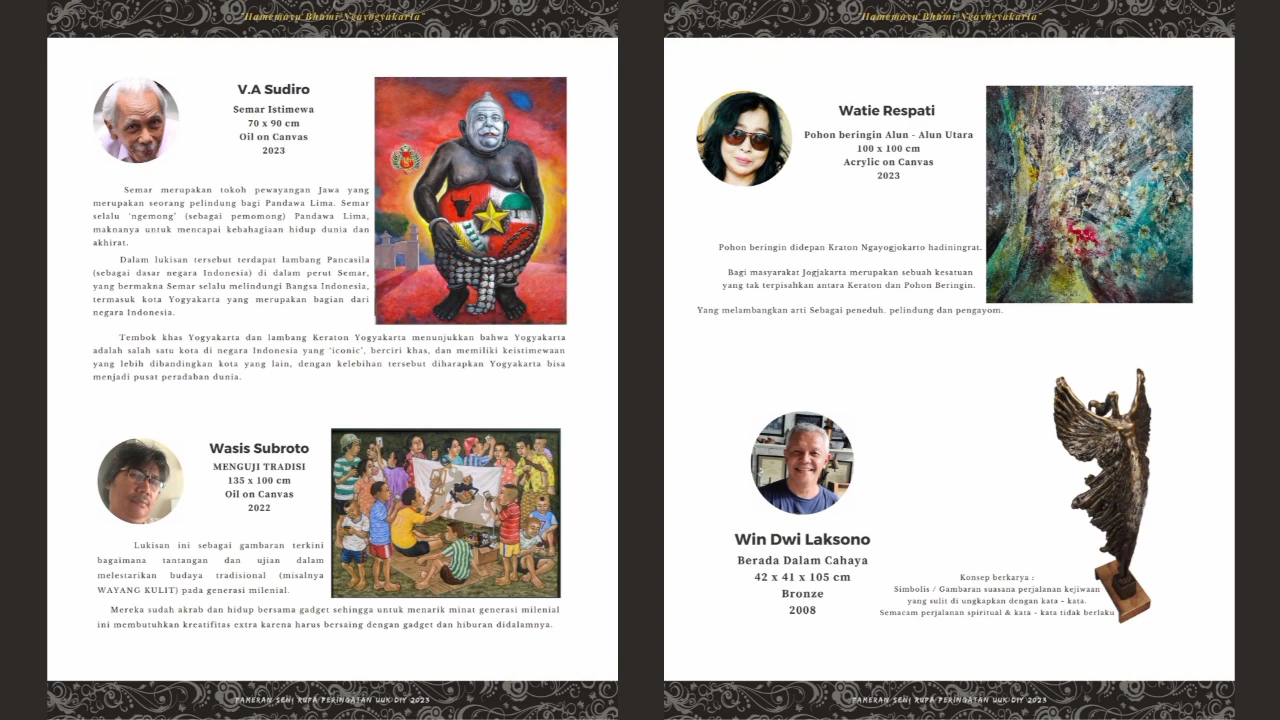 "Hamemayu Bhumi Ngayogyakarta"
V.A Sudiro
Semar Istimewa
70 x 90 cm
Oil on Canvas
2023
Semar merupakan tokoh pewayangan Jawa yang
merupakan seorang pelindung bagi Pandawa Lima. Semar
selalu 'ngemong' (sebagai pemomong) Pandawa Lima,
maknanya untuk mencapai kebahagiaan hidup dunia dan
akhirat.
Dalam lukisan tersebut terdapat lambang Pancasila
(sebagai dasar negara Indonesia) di dalam perut Semar,
yang bermakna Semar selalu melindungi Bangsa Indonesia,
termasuk kota Yogyakarta yang merupakan bagian dari
negara Indonesia.
Tembok khas Yogyakarta dan lambang Keraton Yogyakarta menunjukkan bahwa Yogyakarta
adalah salah satu kota di negara Indonesia yang 'iconic', berciri khas, dan memiliki keistimewaan
yang lebih dibandingkan kota yang lain, dengan kelebihan tersebut diharapkan Yogyakarta bisa
menjadi pusat peradaban dunia.
Wasis Subroto
MENGUJI TRADISI
135 x 100 cm
Oil on Canvas
2022
Lukisan ini sebagai gambaran terkini
bagaimana tantangan dan ujian dalam
melestarikan budaya tradisional (misalnya
WAYANG KULIT) pada generasi milenial.
Mereka sudah akrab dan hidup bersama gadget sehingga untuk menarik minat generasi milenial
ini membutuhkan kreatifitas extra karena harus bersaing dengan gadget dan hiburan didalamnya.
PAMERAN SENI RUPA PERINGATAN UUK DIY 2023
"Hamemayu Bhumi Ngayogyakarta"
Watie Respati
Pohon beringin Alun - Alun Utara
100 x 100 cm
Acrylic on Canvas
2023
Pohon beringin didepan Kraton Ngayogjokarto hadiningrat.
Bagi masyarakat Jogjakarta merupakan sebuah kesatuan
yang tak terpisahkan antara Keraton dan Pohon Beringin.
Yang melambangkan arti Sebagai peneduh, pelindung dan pengayom.
Win Dwi Laksono
Berada Dalam Cahaya
42 x 41 x 105 cm
Bronze
2008
Konsep berkarya :
Simbolis / Gambaran suasana perjalanan kejiwaan
yang sulit di ungkapkan dengan kata - kata.
Semacam perjalanan spiritual & kata - kata tidak berlaku
PAMERAN SENI RUPA PERINGATAN UUK DIY 2023